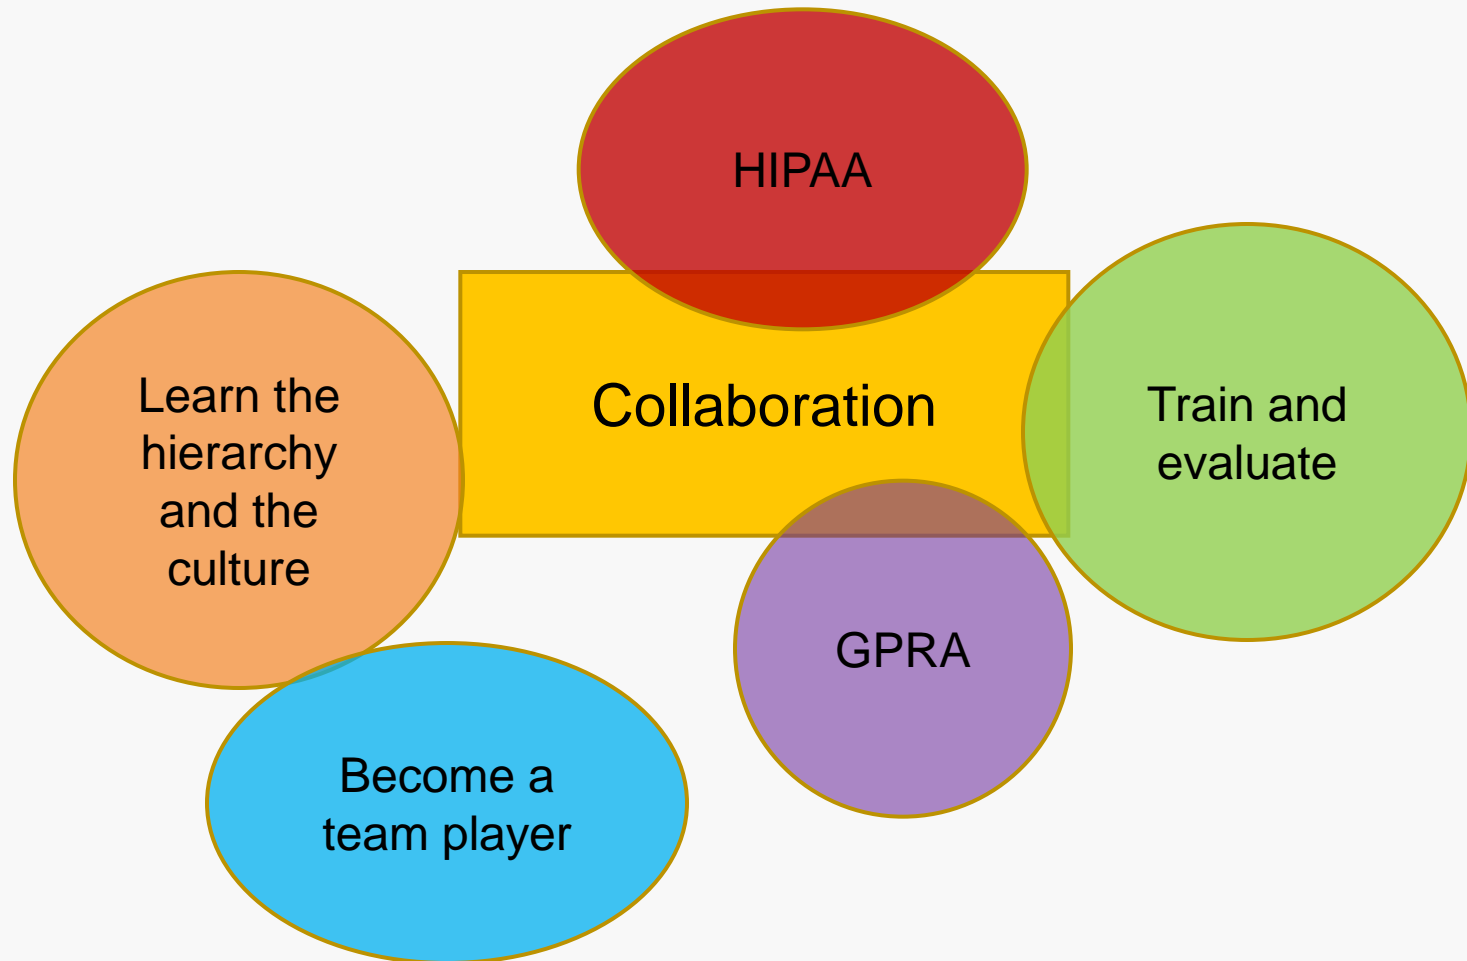 HIPAA
Learn the
hierarchy
and the
culture
Collaboration
Train and
evaluate
GPRA
Become a
team player